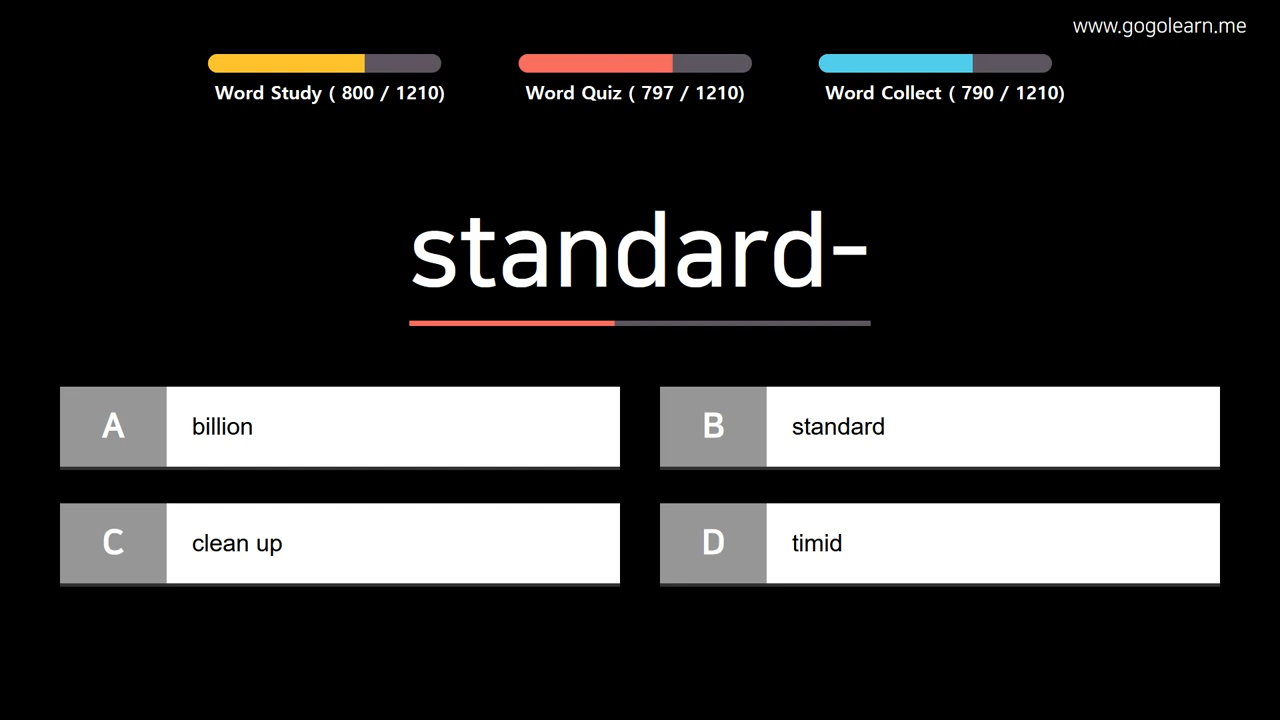 www.gogolearn.me
Word Study ( 800 / 1210)
Word Quiz ( 797 / 1210)
Word Collect ( 790 / 1210)
standard-
A
billion
B
standard
C
clean up
D
timid